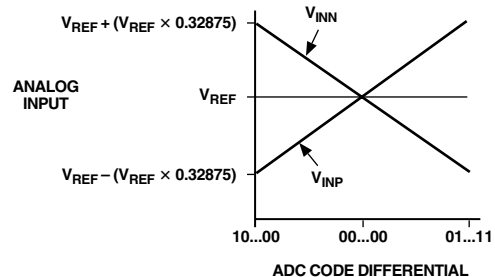 V_INN
V_REF + (V_REF × 0.32875)
ANALOG
INPUT
V_REF
V_REF – (V_REF × 0.32875)
V_INP
10...00
00...00
01...11
ADC CODE DIFFERENTIAL